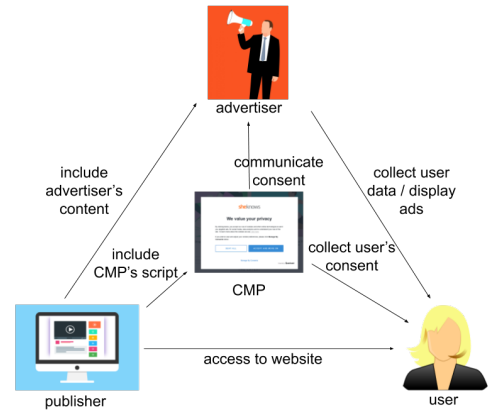 advertiser
include
advertiser's
content
communicate
consent
collect user
data / display
ads
We value your privacy
include
CMP's script
collect user's
consent
CMP
access to website
publisher
user